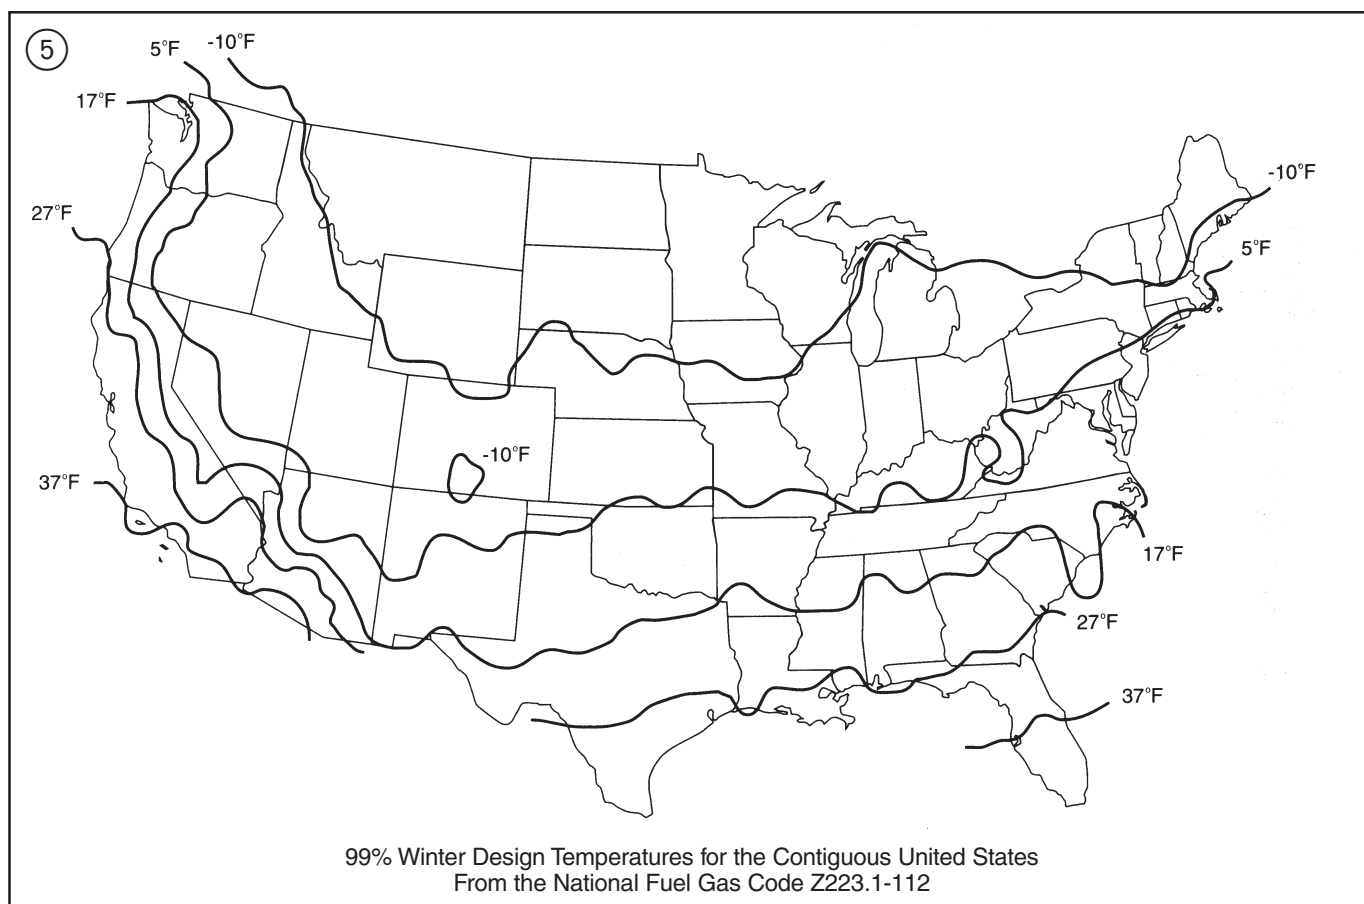 5
5°F
-10°F
17°F
-10°F
27°F
5°F
-10°F
37°F
17°F
27°F
37°F
99% Winter Design Temperatures for the Contiguous United States
From the National Fuel Gas Code Z223.1-112